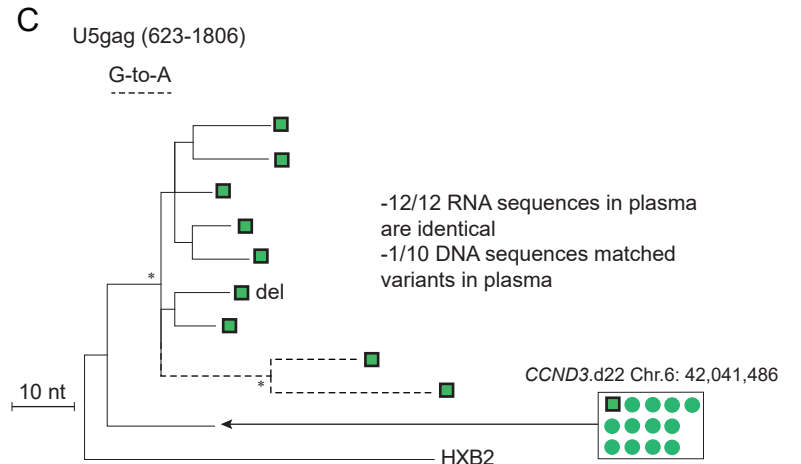 C
U5gag (623-1806)
G-to-A
-12/12 RNA sequences in plasma
are identical
-1/10 DNA sequences matched
variants in plasma
*
del
*
CCND3.d22 Chr.6: 42,041,486
10 nt
HXB2